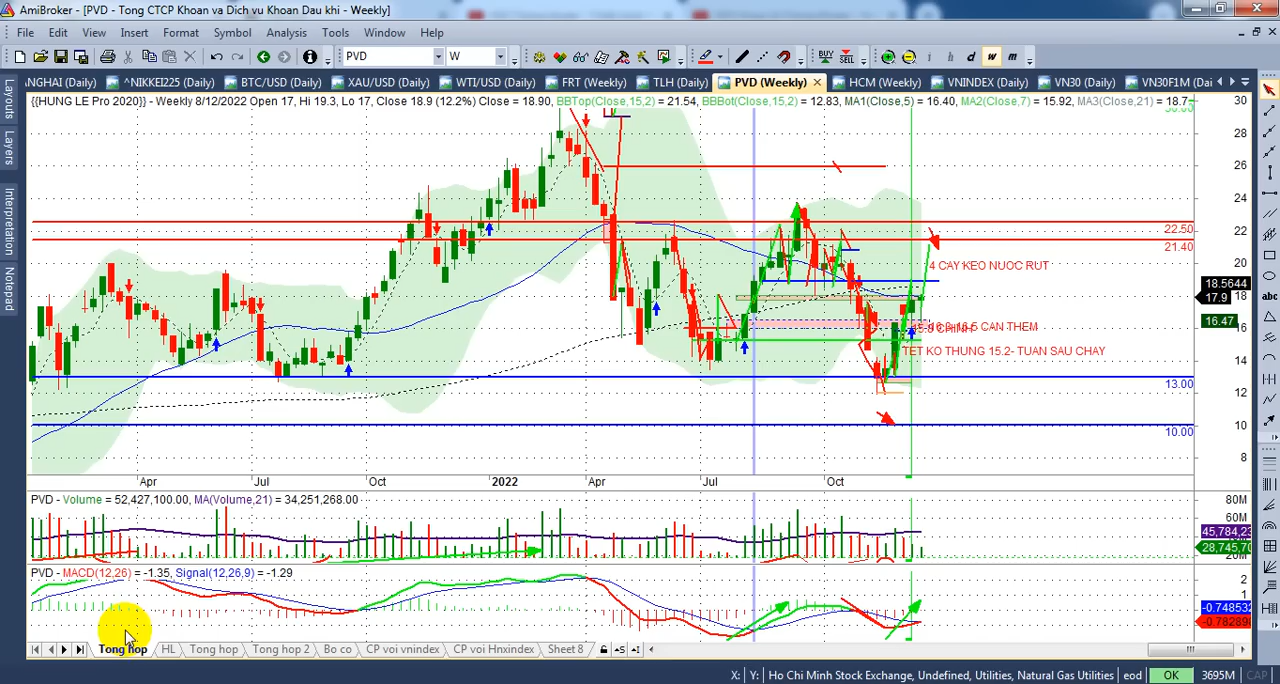 AmiBroker - [PVD - Tong CTCP Khoan va Dich vu Khoan Dau khi - Weekly]
File Edit View Insert Format Symbol Analysis Tools Window Help
PVD W BUY SELL i h d w m
NGHAI (Daily) ^NIKKEI225 (Daily) BTC/USD (Daily) XAU/USD (Daily) WTI/USD (Daily) FRT (Weekly) TLH (Daily) PVD (Weekly) HCM (Weekly) VNINDEX (Daily) VN30 (Daily) VN30F1M (Dai
Layouts
Layers
Interpretation
Notepad
{{HUNG LE Pro 2020}} - Weekly 8/12/2022 Open 17, Hi 19.3, Lo 17, Close 18.9 (12.2%) Close = 18.90, BBTop(Close,15,2) = 21.54, BBBot(Close,15,2) = 12.83, MA1(Close,5) = 16.40, MA2(Close,7) = 15.92, MA3(Close,21) = 18.7
30
28
26
24
22.50
22
21.40
4 CAY KEO NUOC RUT
20
18.5644
18
17.9
16.47
CAN THEM
16
TET KO THUNG 15.2- TUAN SAU CHAY
14
13.00
12
10
10.00
8
Apr Jul Oct 2022 Apr Jul Oct
PVD - Volume = 52,427,100.00, MA(Volume,21) = 34,251,268.00
80M
60M
45,784,23
28,745,70
20M
PVD - MACD(12,26) = -1.35, Signal(12,26,9) = -1.29
2
1
-0.748532
-0.782890
Tong hop HL Tong hop Tong hop 2 Bo co CP voi vnindex CP voi Hnxindex Sheet 8
X: Y: Ho Chi Minh Stock Exchange, Undefined, Utilities, Natural Gas Utilities eod OK 3695M CAP